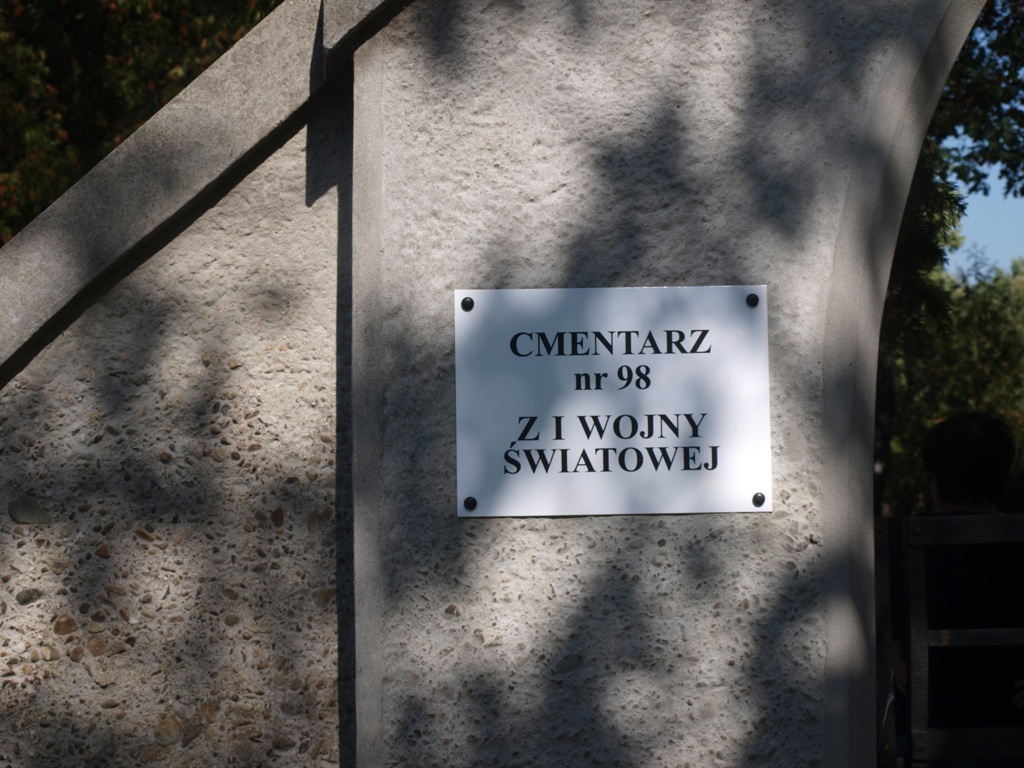 CMENTARZ
nr 98
Z I WOJNY
ŚWIATOWEJ